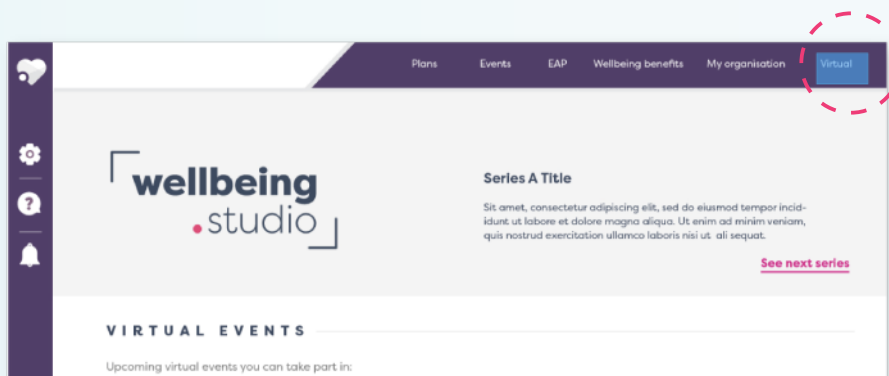 Plans Events EAP Wellbeing benefits My organisation Virtual
wellbeing
.studio
Series A Title
Sit amet, consectetur adipiscing elit, sed do eiusmod tempor incid-
idunt ut labore et dolore magna aliqua. Ut enim ad minim veniam,
quis nostrud exercitation ullamco laboris nisi ut ali sequat.
See next series
VIRTUAL EVENTS
Upcoming virtual events you can take part in: